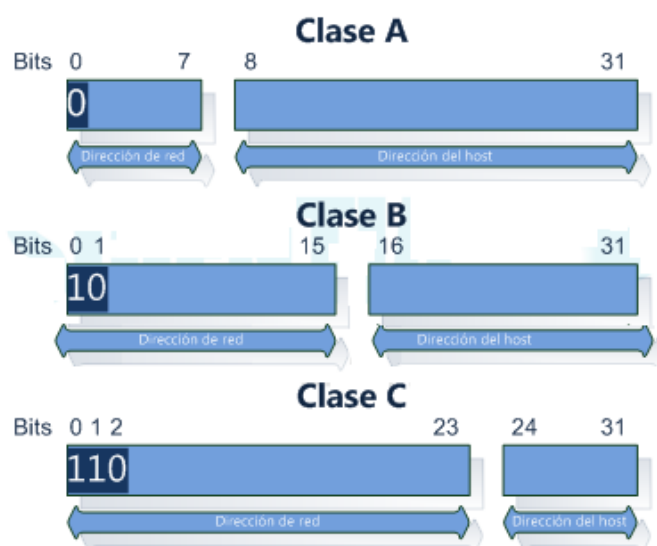 Clase A
Bits 0 7 8 31
0
Dirección de red Dirección del host
Clase B
Bits 0 1 15 16 31
10
Dirección de red Dirección del host
Clase C
Bits 0 1 2 23 24 31
110
Dirección de red Dirección del host